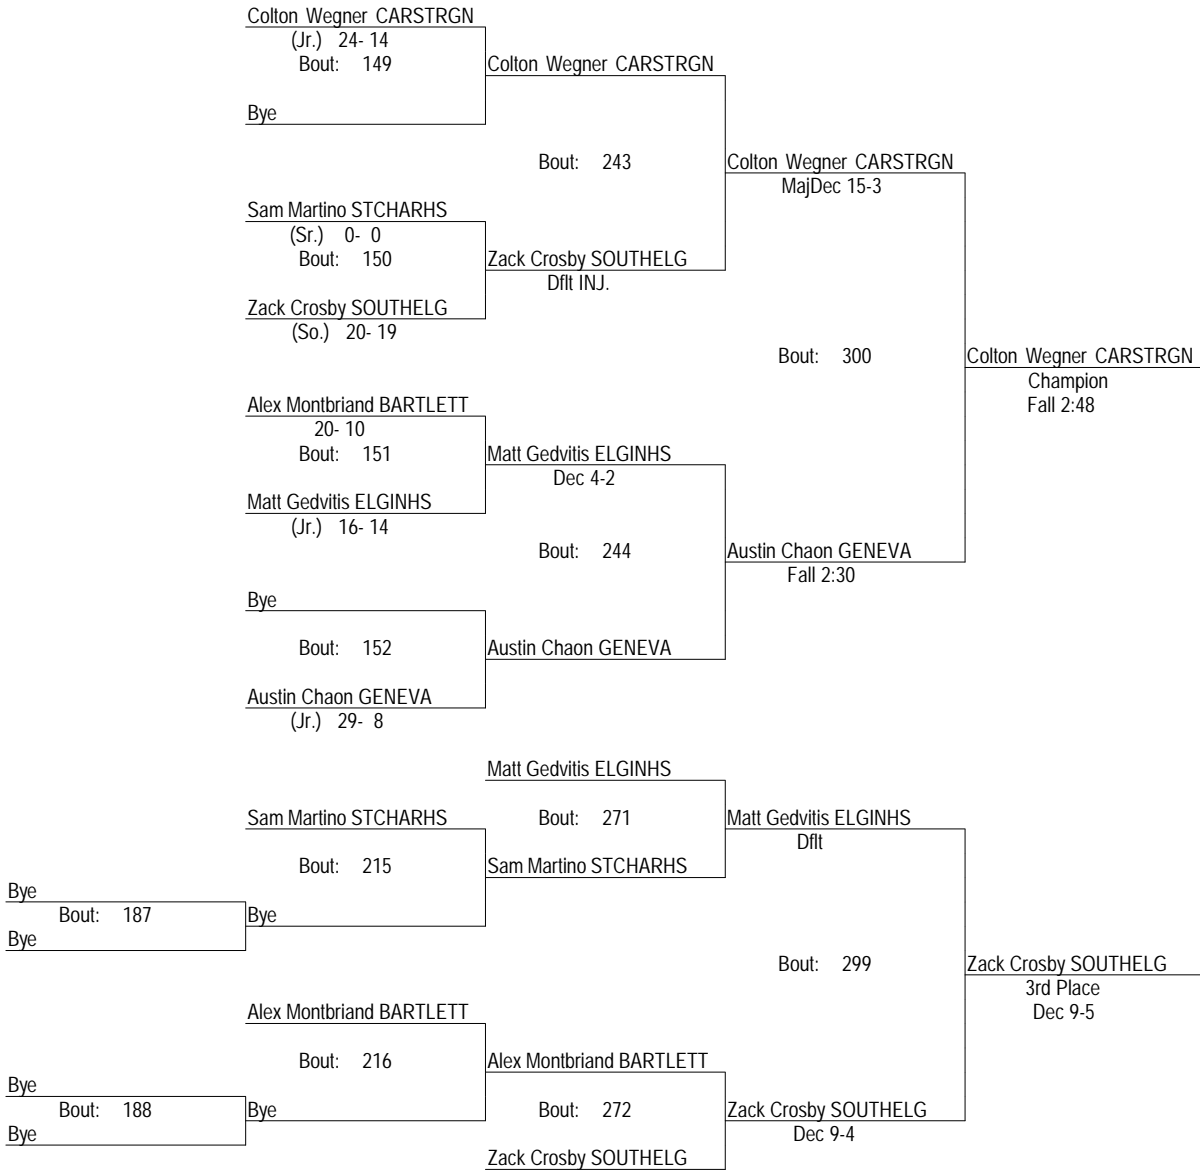 Colton Wegner CARSTRGN
(Jr.) 24- 14
Bout: 149
Colton Wegner CARSTRGN
Bye
Bout: 243
Colton Wegner CARSTRGN
MajDec 15-3
Sam Martino STCHARHS
(Sr.) 0- 0
Bout: 150
Zack Crosby SOUTHELG
Dflt INJ.
Zack Crosby SOUTHELG
(So.) 20- 19
Bout: 300
Colton Wegner CARSTRGN
Champion
Fall 2:48
Alex Montbriand BARTLETT
20- 10
Bout: 151
Matt Gedvitis ELGINHS
Dec 4-2
Matt Gedvitis ELGINHS
(Jr.) 16- 14
Bout: 244
Austin Chaon GENEVA
Fall 2:30
Bye
Bout: 152
Austin Chaon GENEVA
Austin Chaon GENEVA
(Jr.) 29- 8
Matt Gedvitis ELGINHS
Sam Martino STCHARHS
Bout: 271
Matt Gedvitis ELGINHS
Dflt
Bout: 215
Sam Martino STCHARHS
Bye
Bout: 187
Bye
Bye
Bout: 299
Zack Crosby SOUTHELG
3rd Place
Dec 9-5
Alex Montbriand BARTLETT
Bout: 216
Alex Montbriand BARTLETT
Bye
Bout: 188
Bye
Bout: 272
Zack Crosby SOUTHELG
Dec 9-4
Bye
Zack Crosby SOUTHELG